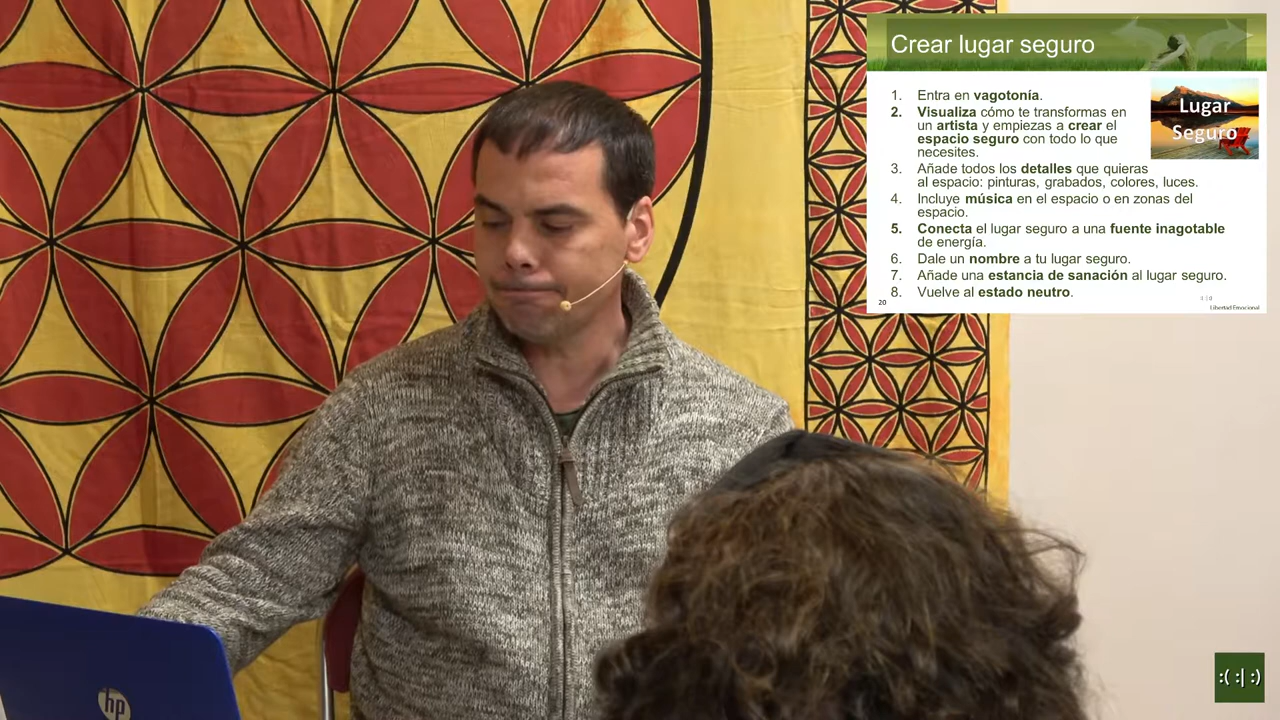 Crear lugar seguro
1. Entra en vagotonía.
2. Visualiza cómo te transformas en
un artista y empiezas a crear el
espacio seguro con todo lo que
necesites.
3. Añade todos los detalles que quieras
al espacio: pinturas, grabados, colores, luces.
4. Incluye música en el espacio o en zonas del
espacio.
5. Conecta el lugar seguro a una fuente inagotable
de energía.
6. Dale un nombre a tu lugar seguro.
7. Añade una estancia de sanación al lugar seguro.
8. Vuelve al estado neutro.
Lugar
Seguro
20
Libertad Emocional
hp
:( :| :)